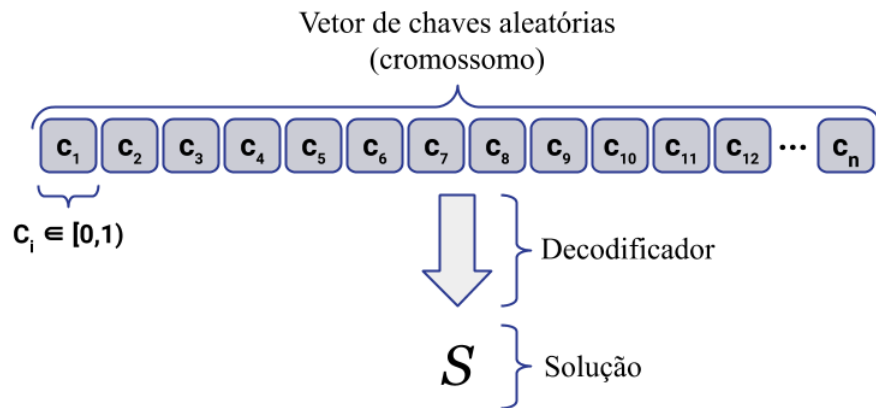 Vetor de chaves aleatórias
(cromossomo)
c₁ c₂ c₃ c₄ c₅ c₆ c₇ c₈ c₉ c₁₀ c₁₁ c₁₂ ··· cₙ
Cᵢ ∈ [0,1)
Decodificador
S
Solução